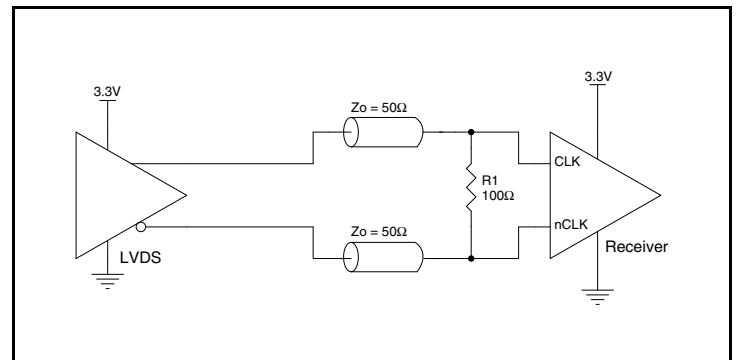 3.3V
3.3V
Zo = 50Ω
CLK
R1
100Ω
nCLK
Zo = 50Ω
LVDS
Receiver